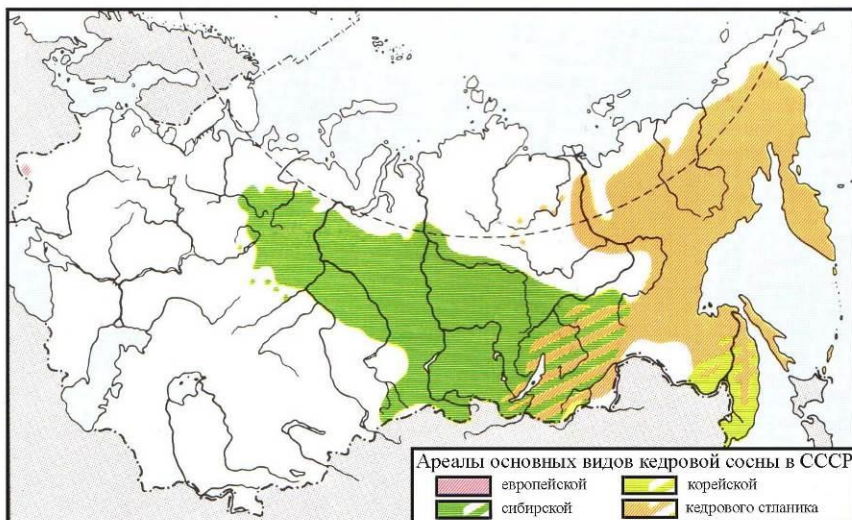 Ареалы основных видов кедровой сосны в СССР
европейской
корейской
сибирской
кедрового стланика